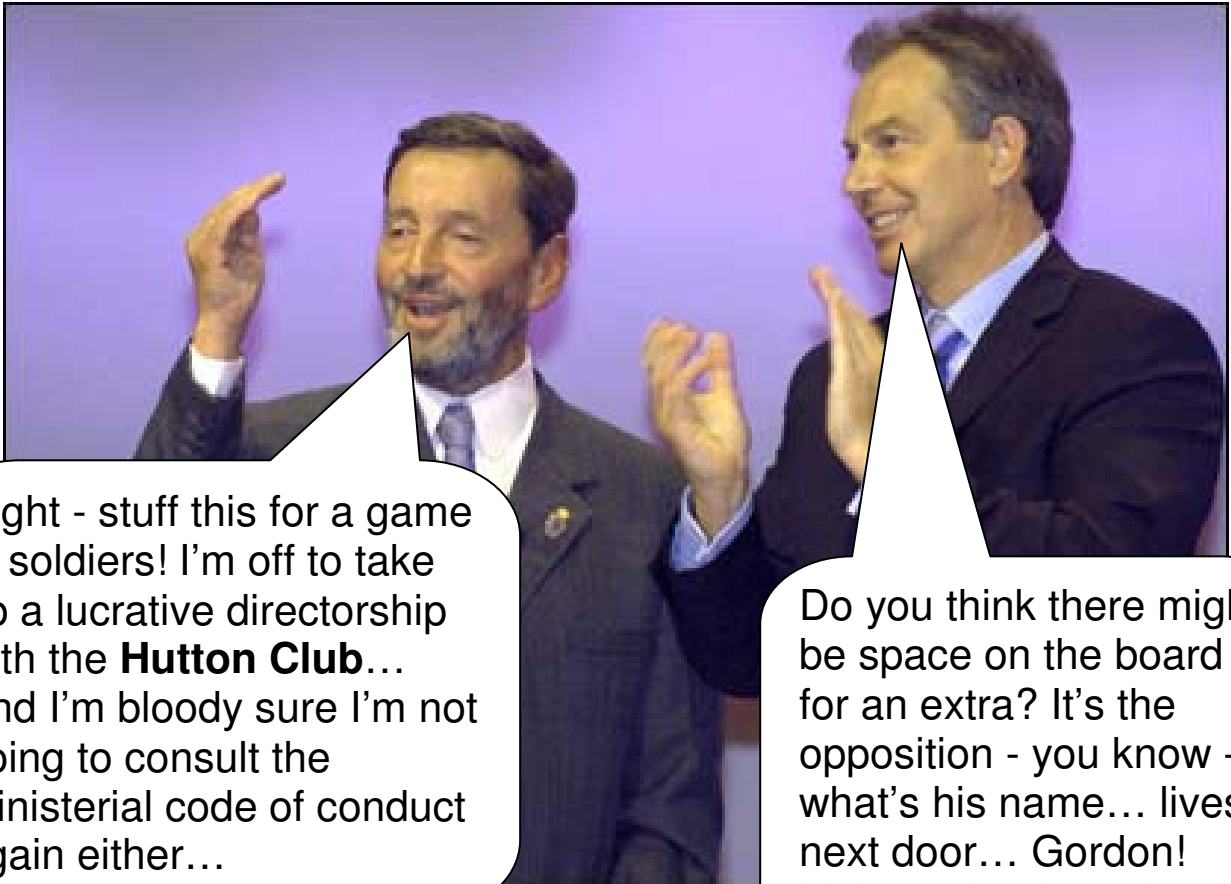 ght - stuff this for a game
soldiers! I'm off to take
a lucrative directorship
th the Hutton Club…
nd I'm bloody sure I'm not
ing to consult the
inisterial code of conduct
gain either…
Do you think there migh
be space on the board
for an extra? It's the
opposition - you know -
what's his name… lives
next door… Gordon!